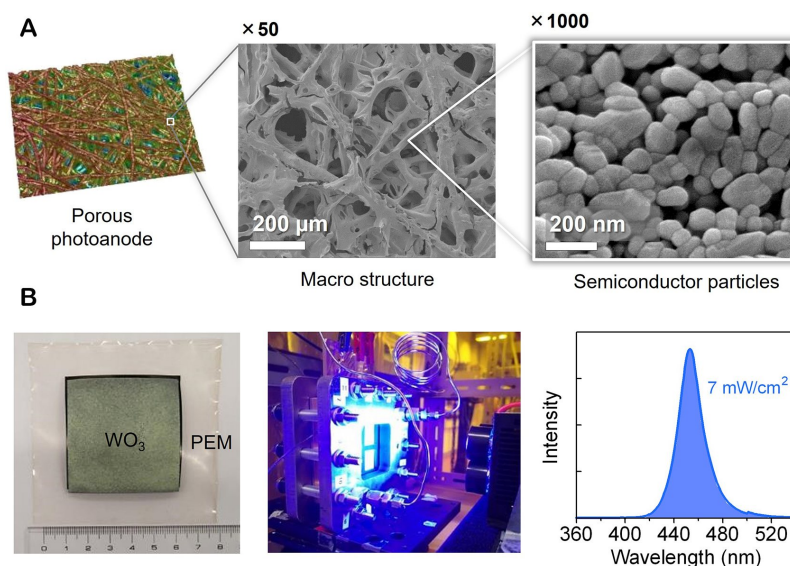 A
×50
×1000
200 μm
200 nm
Porous
photoanode
Macro structure
Semiconductor particles
B
WO₃
PEM
0 1 2 3 4 5 6 7 8
Intensity
7 mW/cm²
360 400 440 480 520
Wavelength (nm)